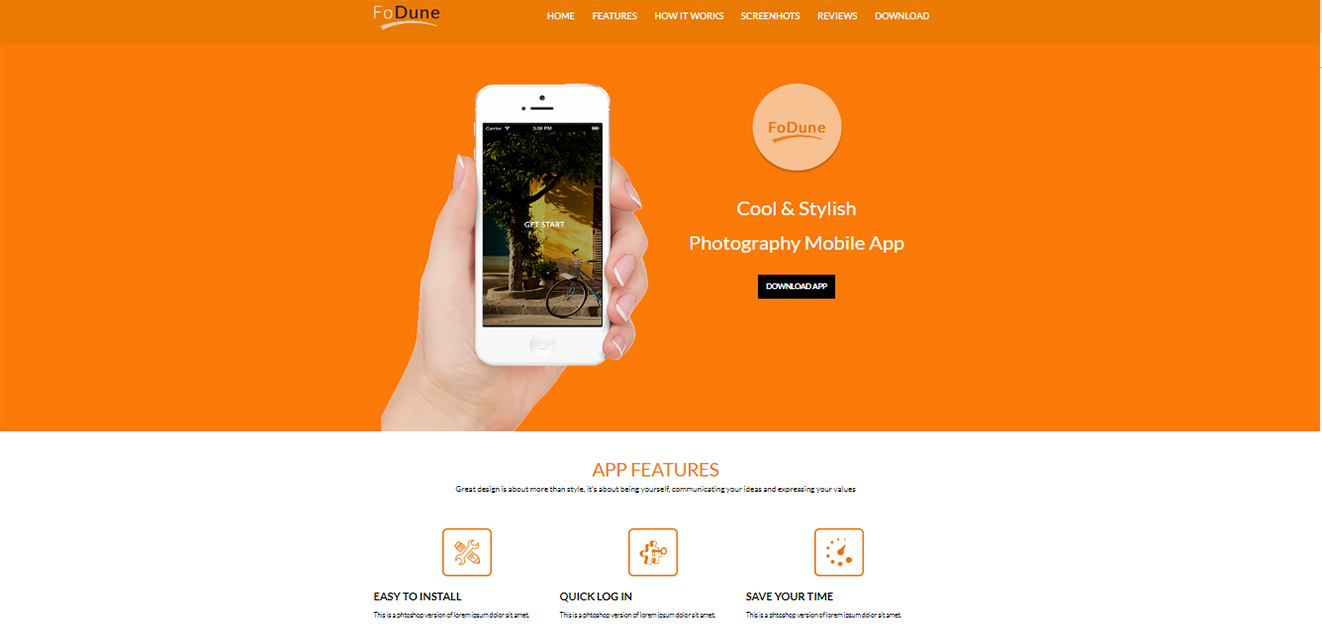 FoDune
HOME FEATURES HOW IT WORKS SCREENHOTS REVIEWS DOWNLOAD
Carrier 3:08 PM
GET START
FoDune
Cool & Stylish
Photography Mobile App
DOWNLOAD APP
APP FEATURES
Great design is about more than style, it's about being yourself, communicating your ideas and expressing your values
EASY TO INSTALL QUICK LOG IN SAVE YOUR TIME
This is a phtoshop version of lorem ipsum dolor sit amet, This is a phtoshop version of lorem ipsum dolor sit amet, This is a phtoshop version of lorem ipsum dolor sit amet,